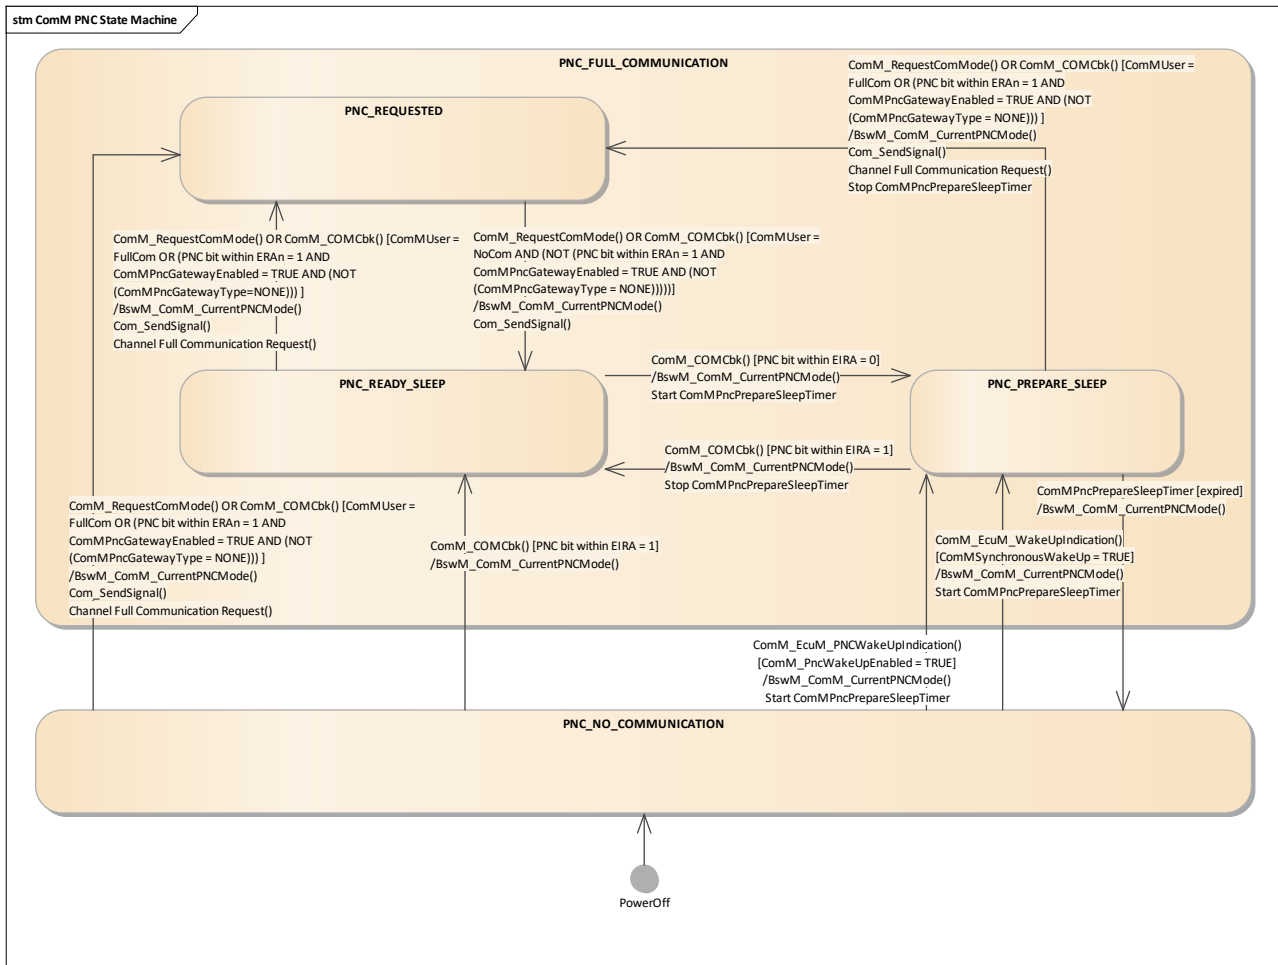 stm ComM PNC State Machine
PNC_FULL_COMMUNICATION
ComM_RequestComMode() OR ComM_COMCbk() [ComMUser =
FullCom OR (PNC bit within ERAn = 1 AND
ComMPncGatewayEnabled = TRUE AND (NOT
(ComMPncGatewayType = NONE))) ]
/BswM_ComM_CurrentPNCMode()
Com_SendSignal()
Channel Full Communication Request()
Stop ComMPncPrepareSleepTimer
PNC_REQUESTED
ComM_RequestComMode() OR ComM_COMCbk() [ComMUser =
FullCom OR (PNC bit within ERAn = 1 AND
ComMPncGatewayEnabled = TRUE AND (NOT
(ComMPncGatewayType=NONE))) ]
/BswM_ComM_CurrentPNCMode()
Com_SendSignal()
Channel Full Communication Request()
ComM_RequestComMode() OR ComM_COMCbk() [ComMUser =
NoCom AND (NOT (PNC bit within ERAn = 1 AND
ComMPncGatewayEnabled = TRUE AND (NOT
(ComMPncGatewayType = NONE)))))]
/BswM_ComM_CurrentPNCMode()
Com_SendSignal()
PNC_READY_SLEEP
ComM_COMCbk() [PNC bit within EIRA = 0]
/BswM_ComM_CurrentPNCMode()
Start ComMPncPrepareSleepTimer
PNC_PREPARE_SLEEP
ComM_COMCbk() [PNC bit within EIRA = 1]
/BswM_ComM_CurrentPNCMode()
Stop ComMPncPrepareSleepTimer
ComM_RequestComMode() OR ComM_COMCbk() [ComMUser =
FullCom OR (PNC bit within ERAn = 1 AND
ComMPncGatewayEnabled = TRUE AND (NOT
(ComMPncGatewayType = NONE))) ]
/BswM_ComM_CurrentPNCMode()
Com_SendSignal()
Channel Full Communication Request()
ComM_COMCbk() [PNC bit within EIRA = 1]
/BswM_ComM_CurrentPNCMode()
ComMPncPrepareSleepTimer [expired]
/BswM_ComM_CurrentPNCMode()
ComM_EcuM_WakeUpIndication()
[ComMSynchronousWakeUp = TRUE]
/BswM_ComM_CurrentPNCMode()
Start ComMPncPrepareSleepTimer
ComM_EcuM_PNCWakeUpIndication()
[ComM_PncWakeUpEnabled = TRUE]
/BswM_ComM_CurrentPNCMode()
Start ComMPncPrepareSleepTimer
PNC_NO_COMMUNICATION
PowerOff